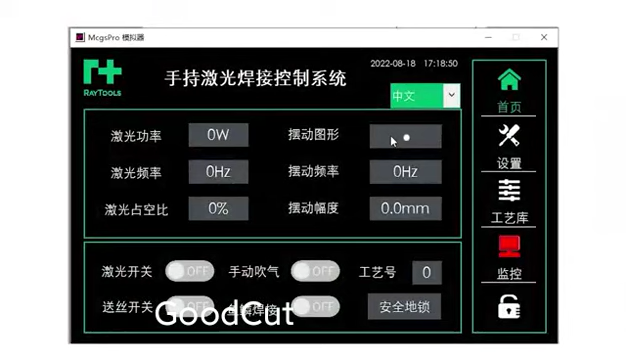 McgsPro 模拟器
RAYTOOLS
手持激光焊接控制系统
2022-08-18 17:18:50
中文
激光功率 0W 摆动图形
激光频率 0Hz 摆动频率 0Hz
激光占空比 0% 摆动幅度 0.0mm
激光开关 OFF 手动吹气 OFF 工艺号 0
送丝开关 鱼鳞焊接 OFF 安全地锁
GoodCut
首页
设置
工艺库
监控